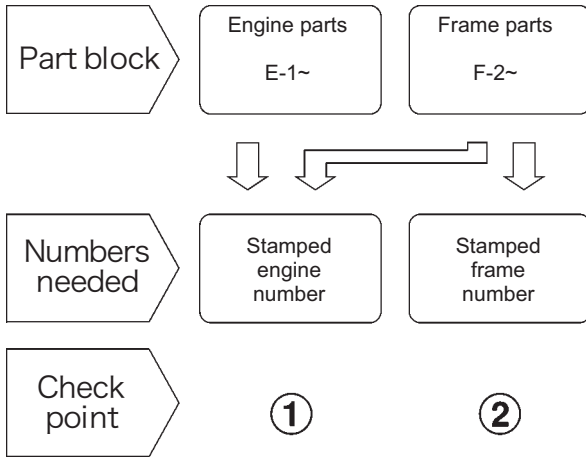 Part block
Engine parts
E-1~
Frame parts
F-2~
Numbers
needed
Stamped
engine
number
Stamped
frame
number
Check
point
①
②